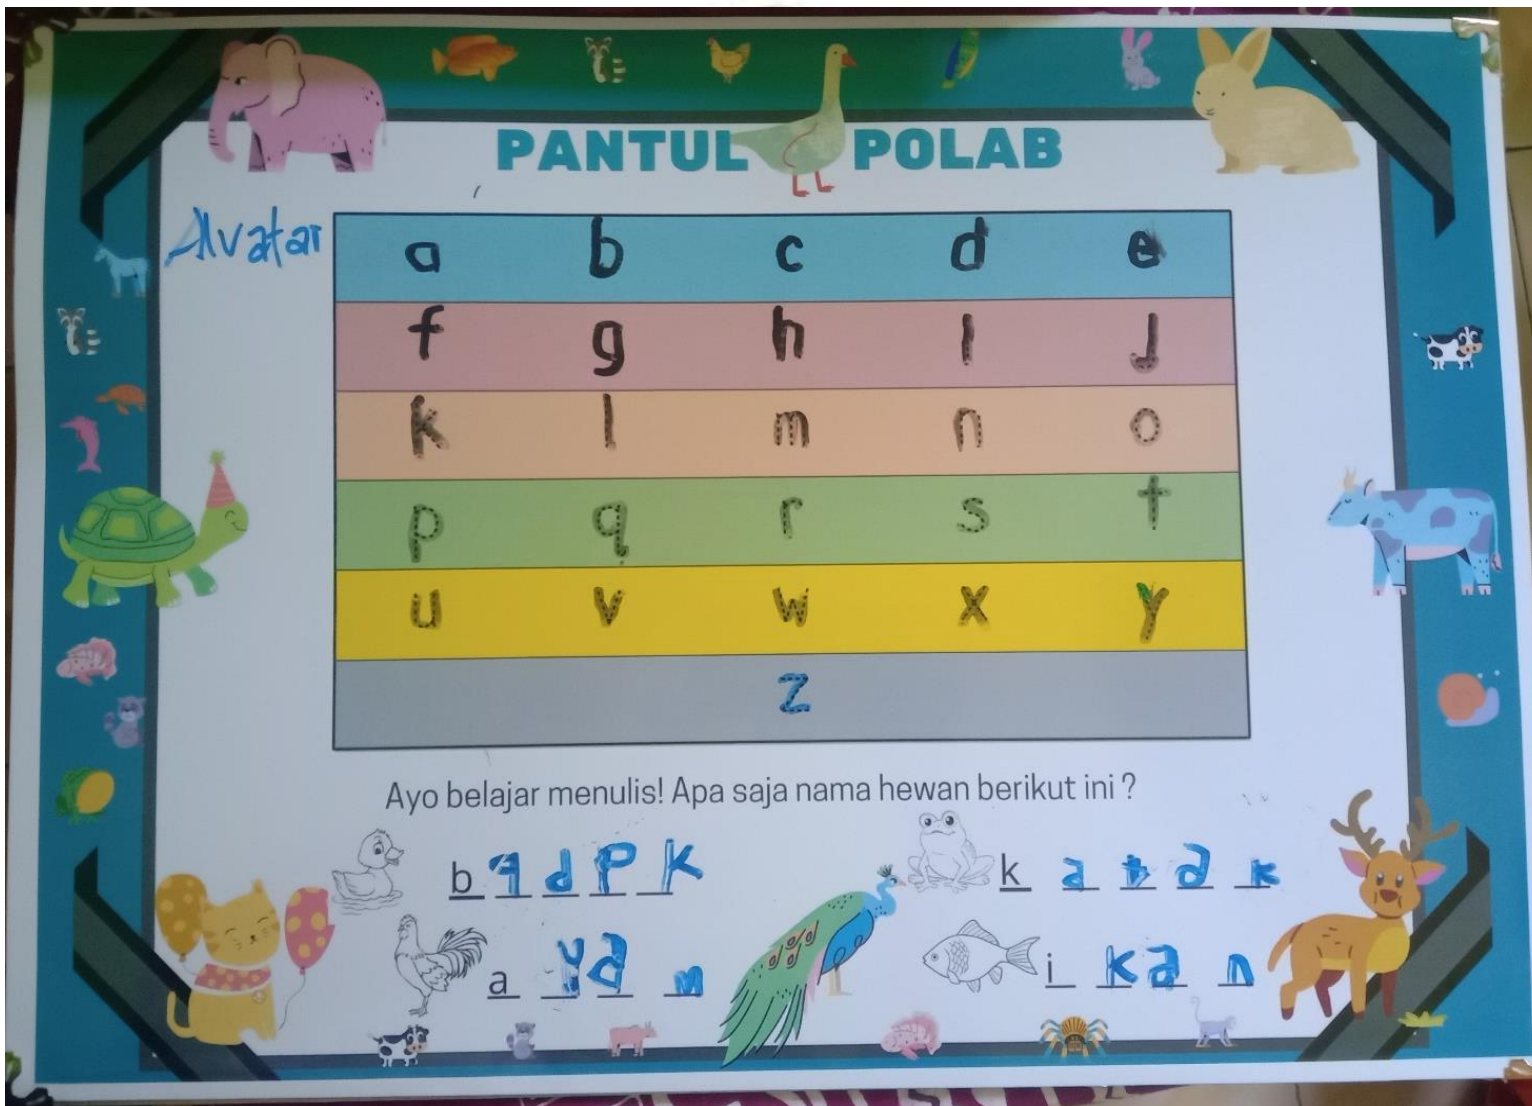 PANTUL POLAB
Avatar
a b c d e
f g h i j
k l m n o
p q r s t
u v w x y
z
Ayo belajar menulis! Apa saja nama hewan berikut ini ?
b q d p k
k a t a k
a y a m
i k a n